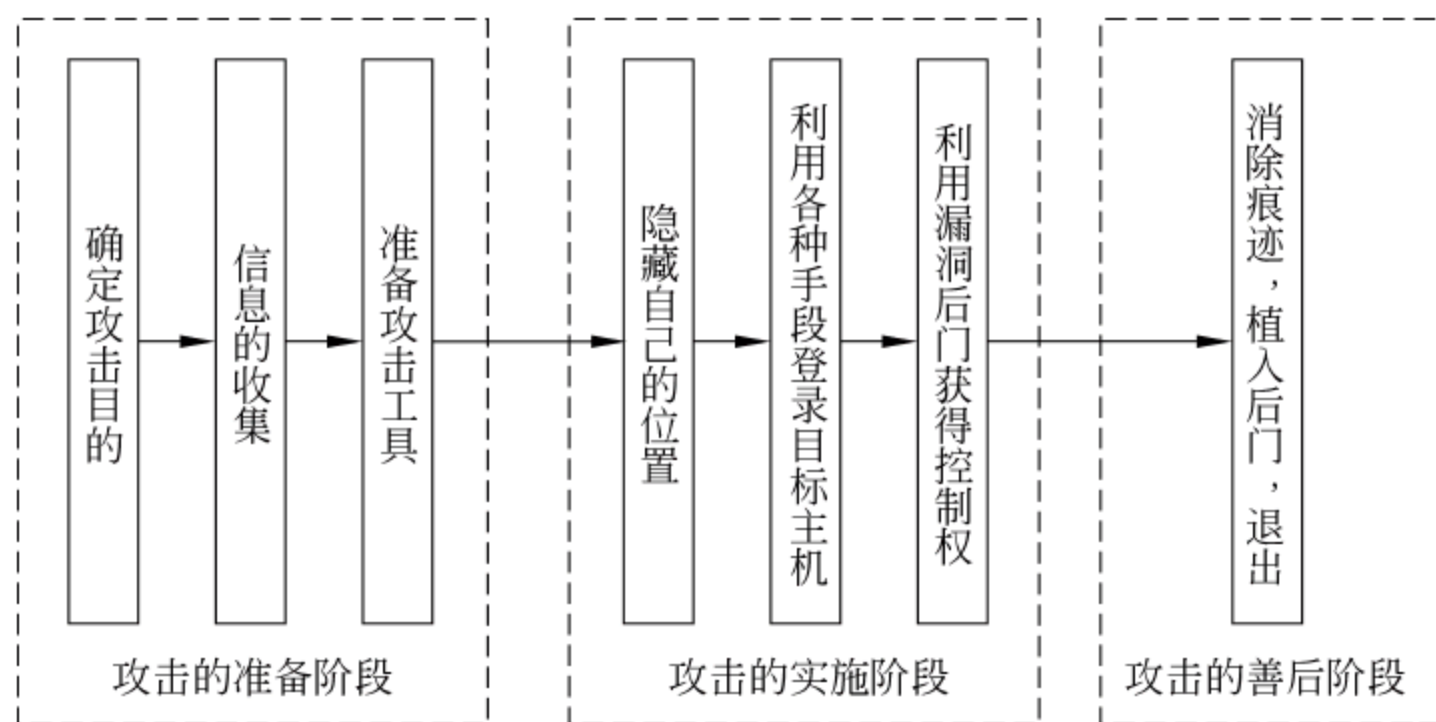 确定攻击目的
信息的收集
准备攻击工具
攻击的准备阶段
隐藏自己的位置
利用各种手段登录目标主机
利用漏洞后门获得控制权
攻击的实施阶段
消除痕迹，植入后门，退出
攻击的善后阶段